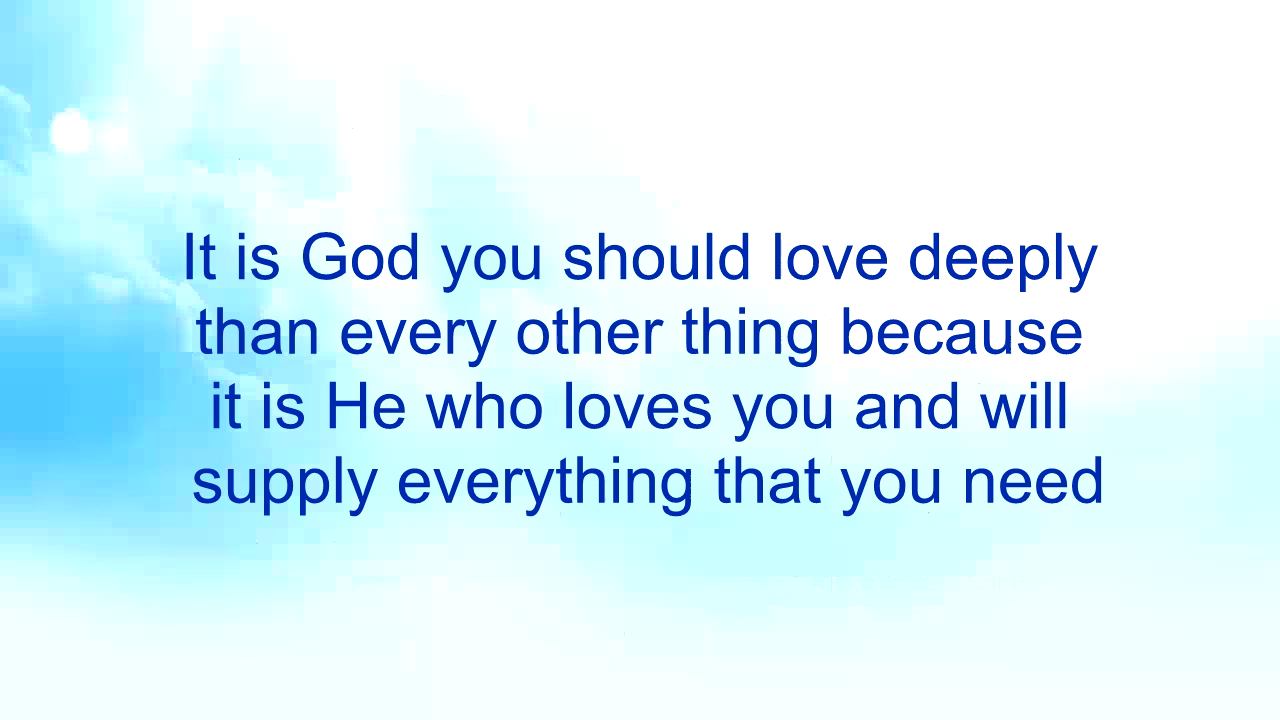 It is God you should love deeply
than every other thing because
it is He who loves you and will
supply everything that you need